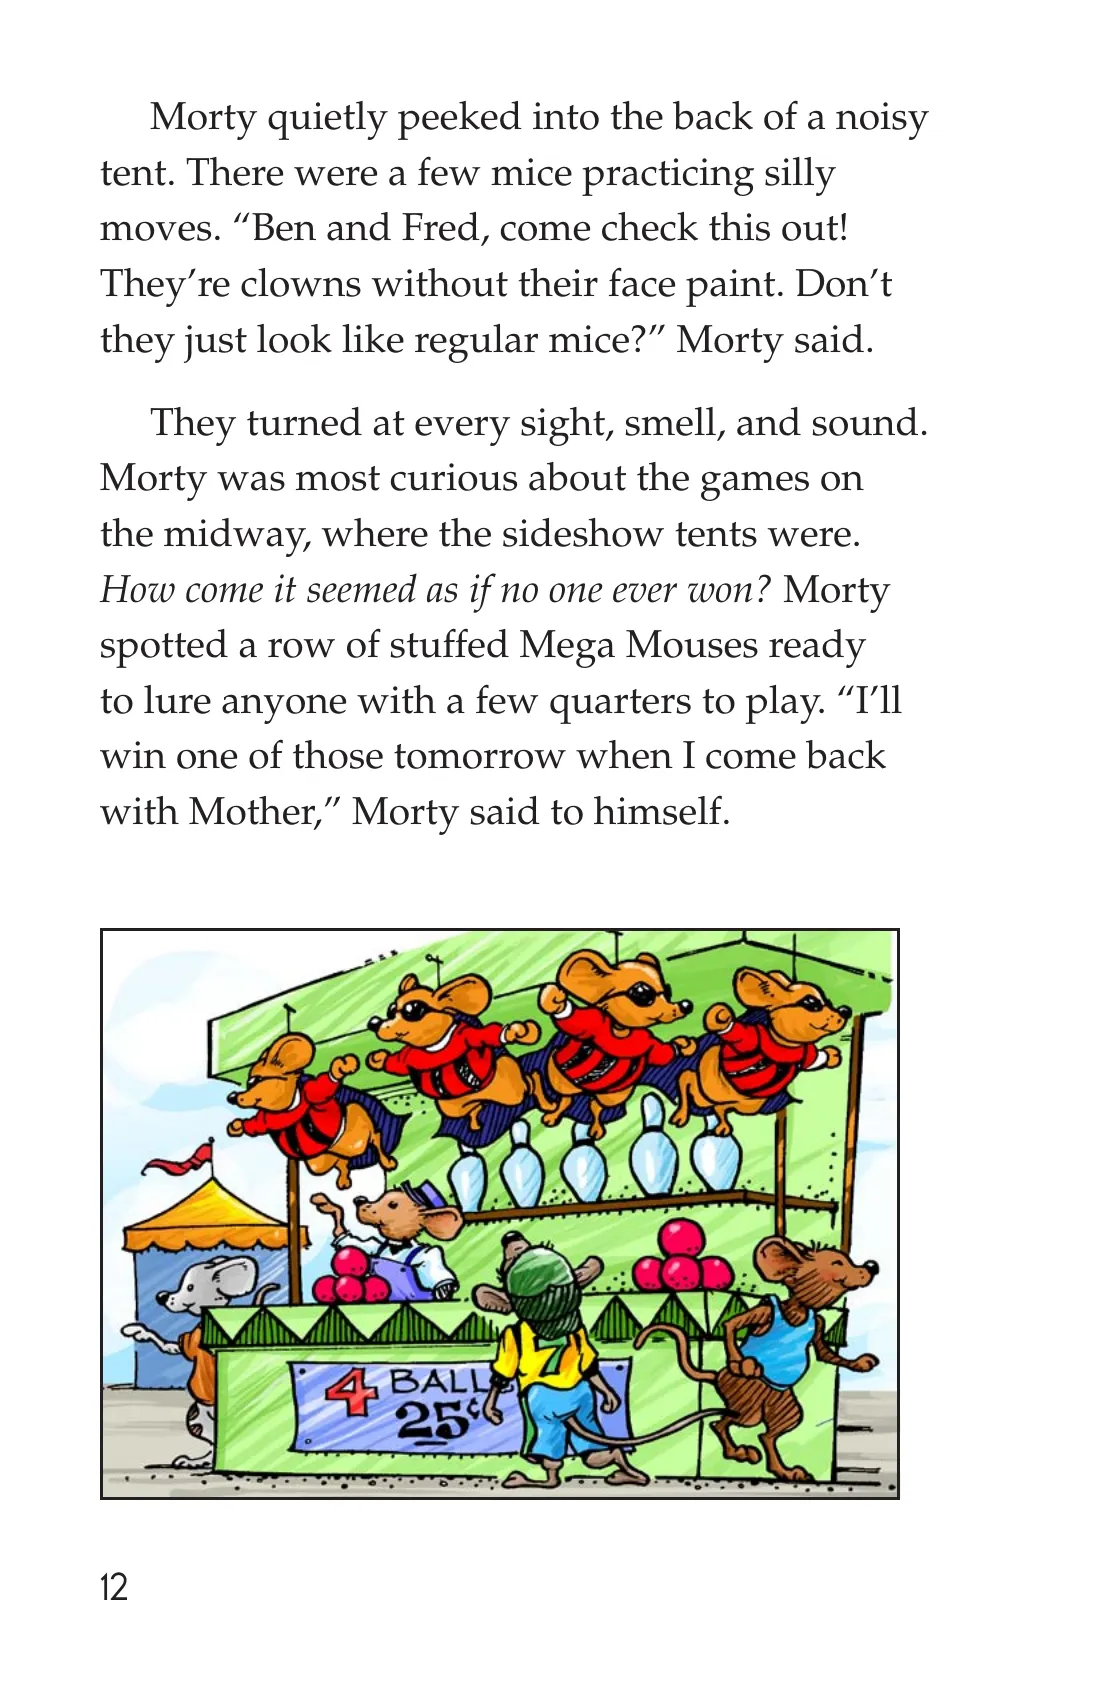 Morty quietly peeked into the back of a noisy
tent. There were a few mice practicing silly
moves. “Ben and Fred, come check this out!
They’re clowns without their face paint. Don’t
they just look like regular mice?” Morty said.
They turned at every sight, smell, and sound.
Morty was most curious about the games on
the midway, where the sideshow tents were.
How come it seemed as if no one ever won? Morty
spotted a row of stuffed Mega Mouses ready
to lure anyone with a few quarters to play. “I’ll
win one of those tomorrow when I come back
with Mother,” Morty said to himself.
4 BALL
25¢
12